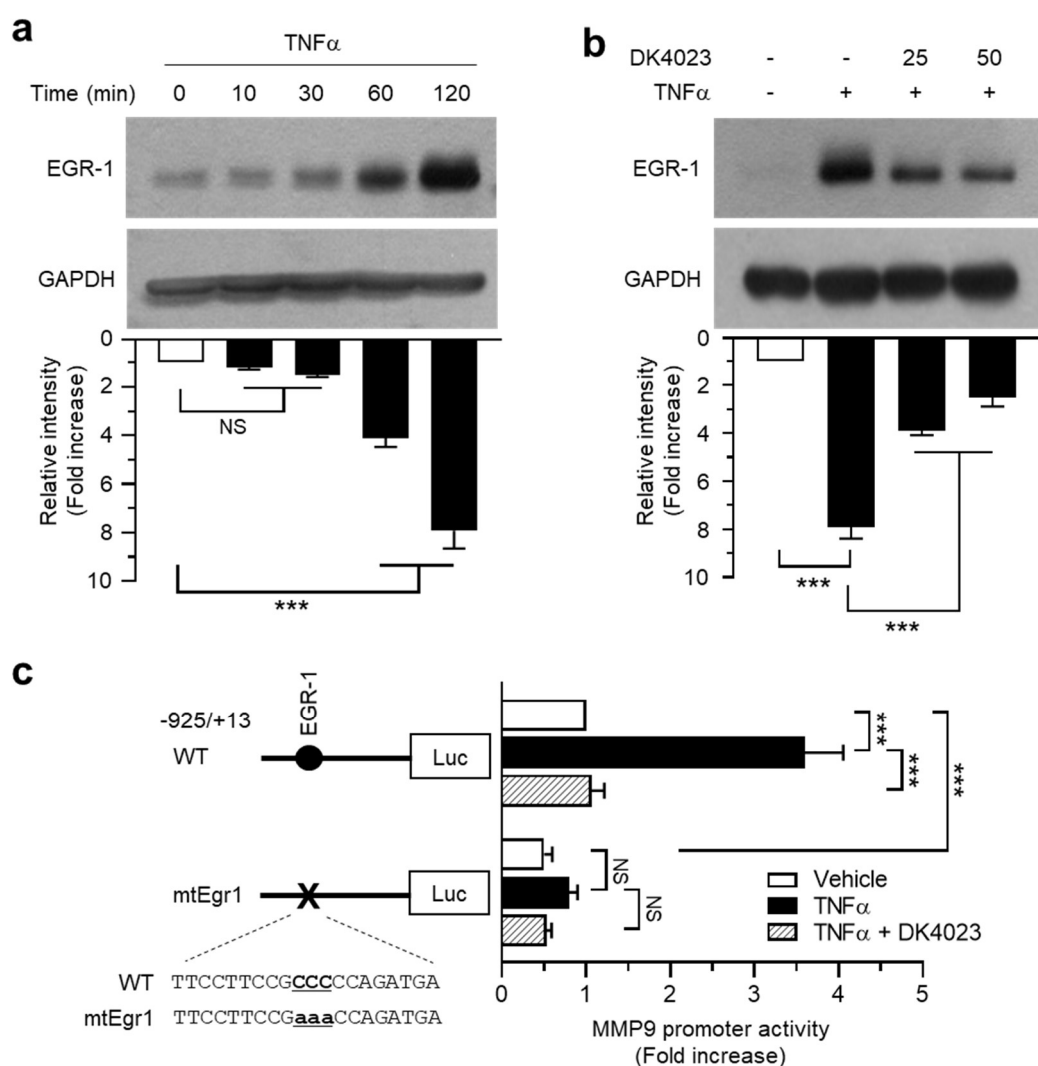 a
TNFα
Time (min) 0 10 30 60 120
EGR-1
GAPDH
Relative intensity
(Fold increase)
0
2
4
6
8
10
NS
***
b
DK4023 - - 25 50
TNFα - + + +
EGR-1
GAPDH
Relative intensity
(Fold increase)
0
2
4
6
8
10
***
***
c
-925/+13
WT
EGR-1
Luc
***
***
***
mtEgr1
X
Luc
NS
NS
Vehicle
TNFα
TNFα + DK4023
WT TTCCTTCCGCCCCCAGATGA
mtEgr1 TTCCTTCCGaaaCCAGATGA
0 1 2 3 4 5
MMP9 promoter activity
(Fold increase)